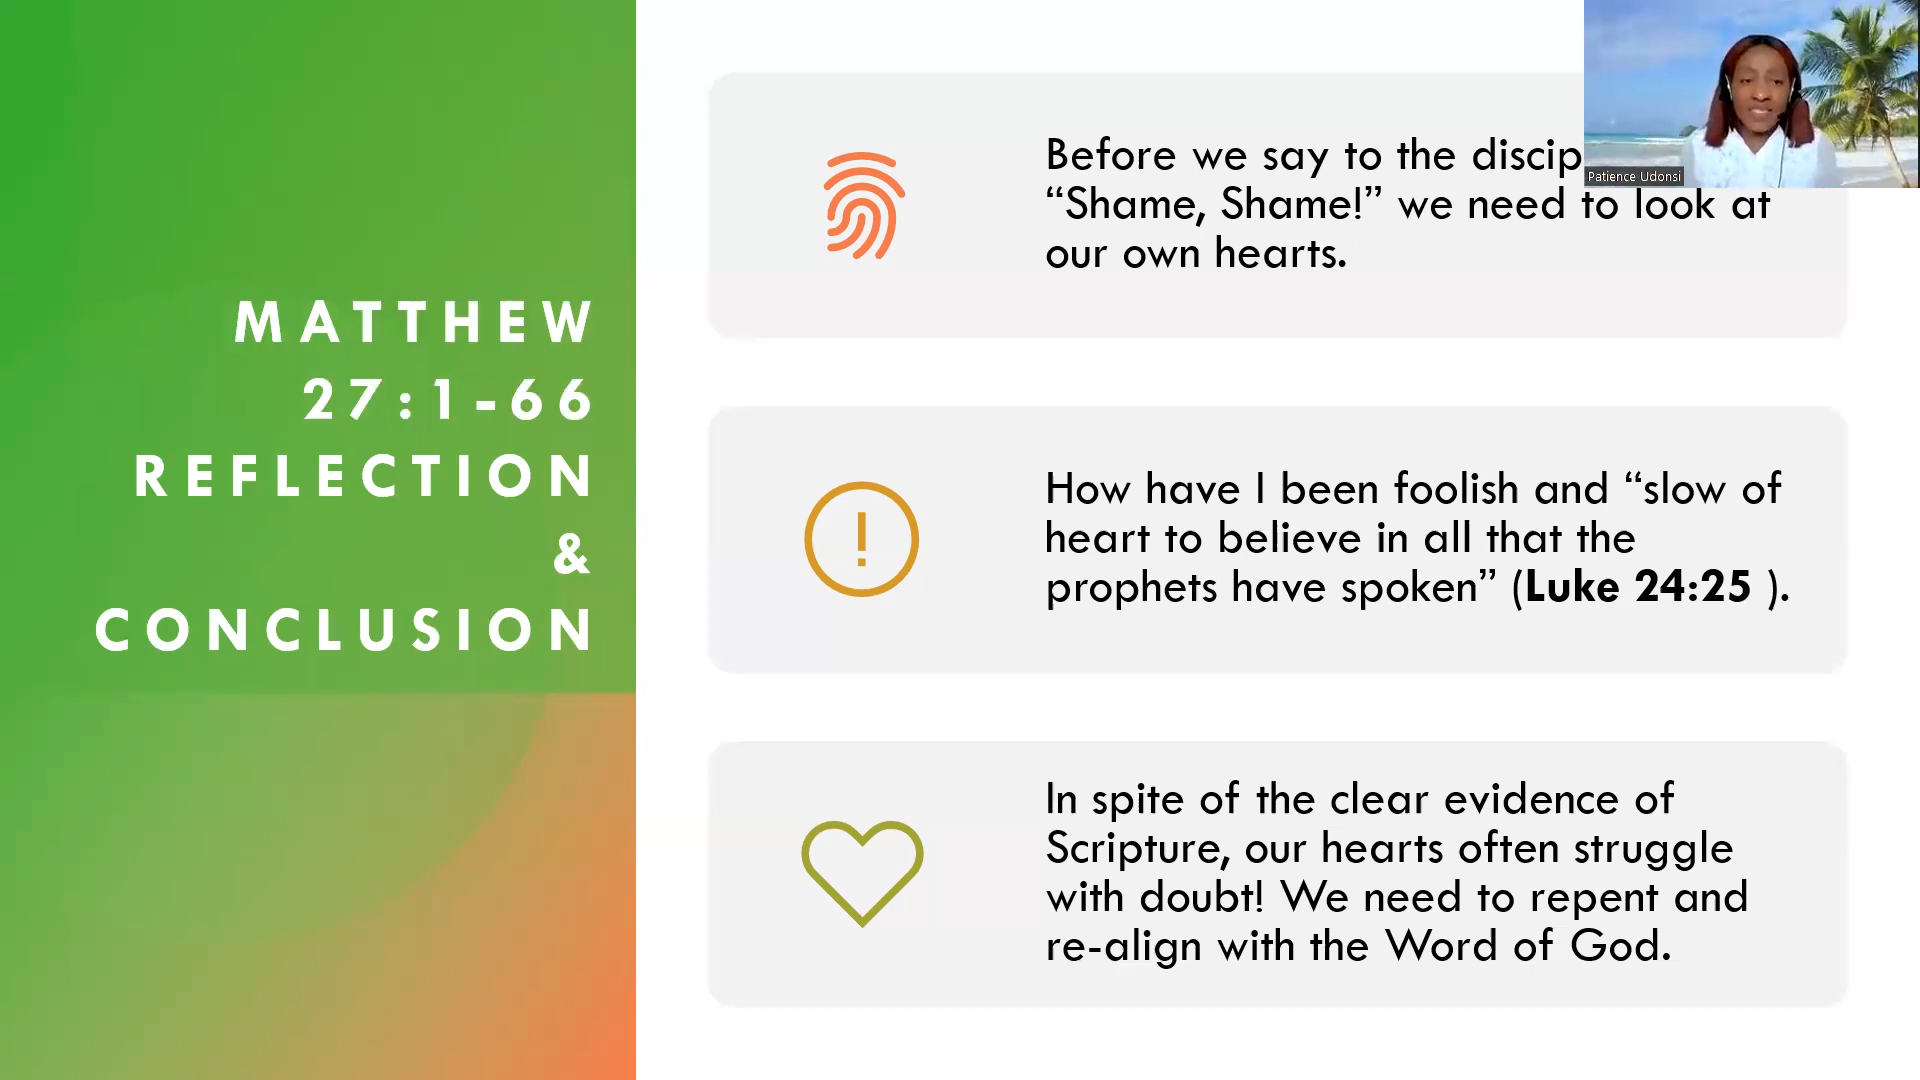 MATTHEW
27:1-66
REFLECTION
&
CONCLUSION
Before we say to the
“Shame, Shame!” we need to look at
our own hearts.
How have I been foolish and “slow of
heart to believe in all that the
prophets have spoken” (Luke 24:25 ).
In spite of the clear evidence of
Scripture, our hearts often struggle
with doubt! We need to repent and
re-align with the Word of God.
Patience Udonsi